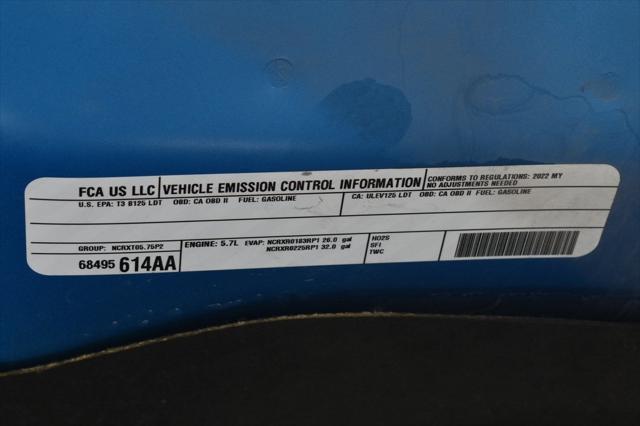 FCA US LLC VEHICLE EMISSION CONTROL INFORMATION
CONFORMS TO REGULATIONS: 2022 MY
NO ADJUSTMENTS NEEDED
U.S. EPA: T3 B125 LDT OBD: CA OBD II FUEL: GASOLINE
CA: ULEV125 LDT OBD: CA OBD II FUEL: GASOLINE
GROUP: NCRXT05.75P2
68495 614AA
ENGINE: 5.7L EVAP: NCRXR0183RP1 26.0 gal
NCRXR0225RP1 32.0 gal
HO2S
SFI
TWC